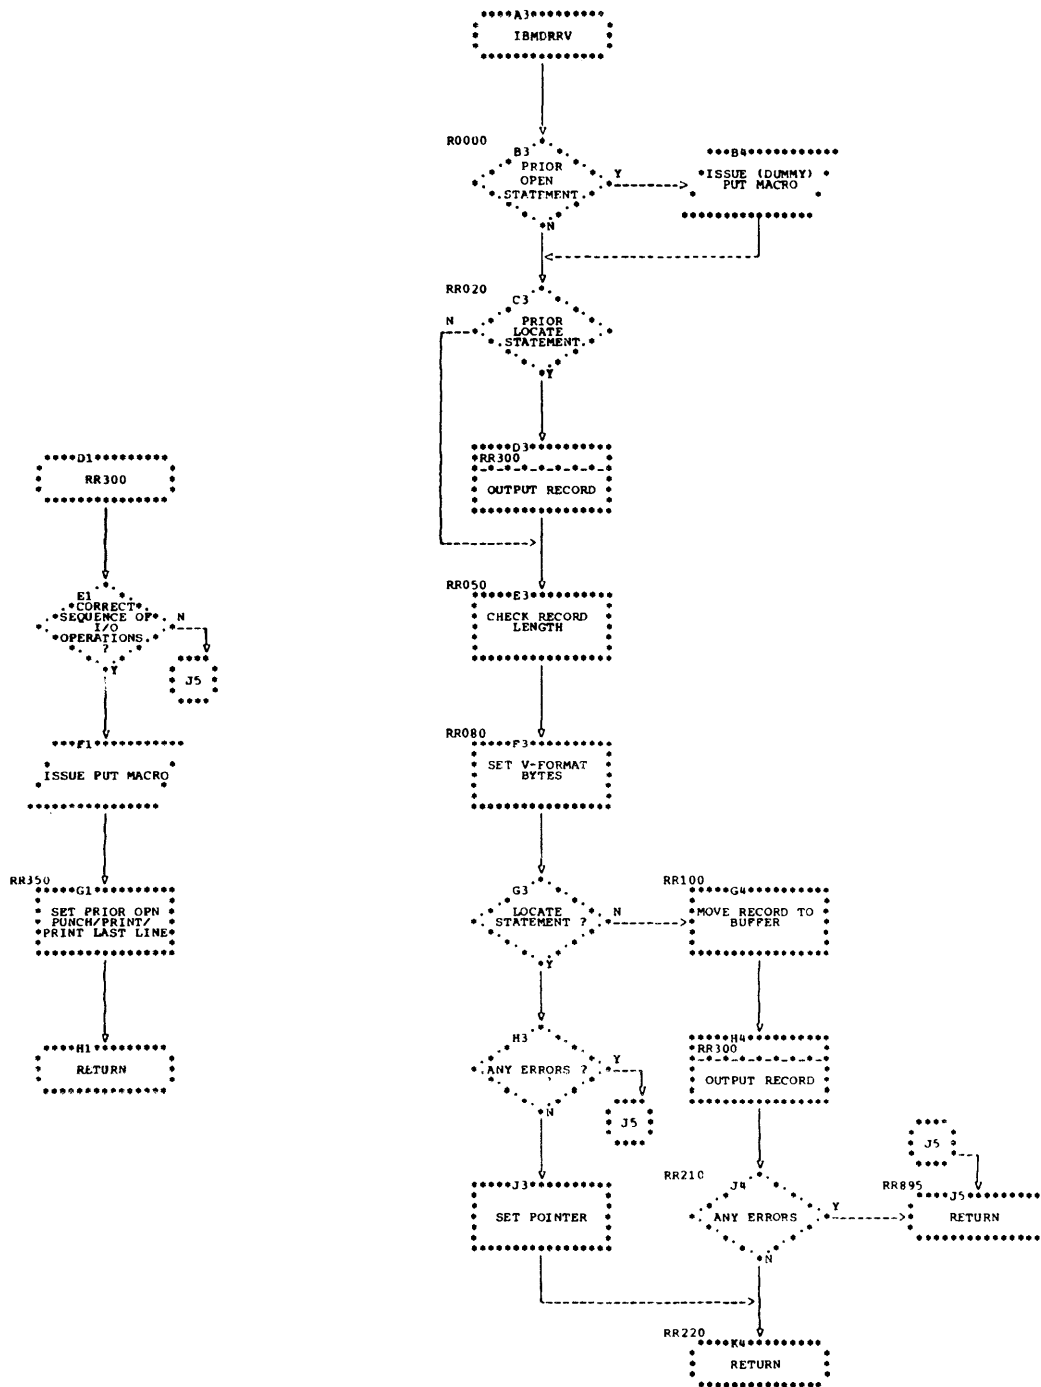 A3
IBMDRRV
R0000
B3
PRIOR
OPEN
STATEMENT
Y
N
B4
ISSUE (DUMMY)
PUT MACRO
RR020
C3
PRIOR
LOCATE
STATEMENT
N
Y
D3
RR300
OUTPUT RECORD
D1
RR300
E1
CORRECT
SEQUENCE OF
I/O
OPERATIONS
?
N
Y
J5
RR050
E3
CHECK RECORD
LENGTH
F1
ISSUE PUT MACRO
RR080
F3
SET V-FORMAT
BYTES
RR350
G1
SET PRIOR OPN
PUNCH/PRINT/
PRINT LAST LINE
G3
LOCATE
STATEMENT ?
N
Y
RR100
G4
MOVE RECORD TO
BUFFER
H1
RETURN
H3
ANY ERRORS ?
?
Y
N
J5
H4
RR300
OUTPUT RECORD
J5
J3
SET POINTER
RR210
J4
ANY ERRORS
Y
N
RR895
J5
RETURN
RR220
K4
RETURN